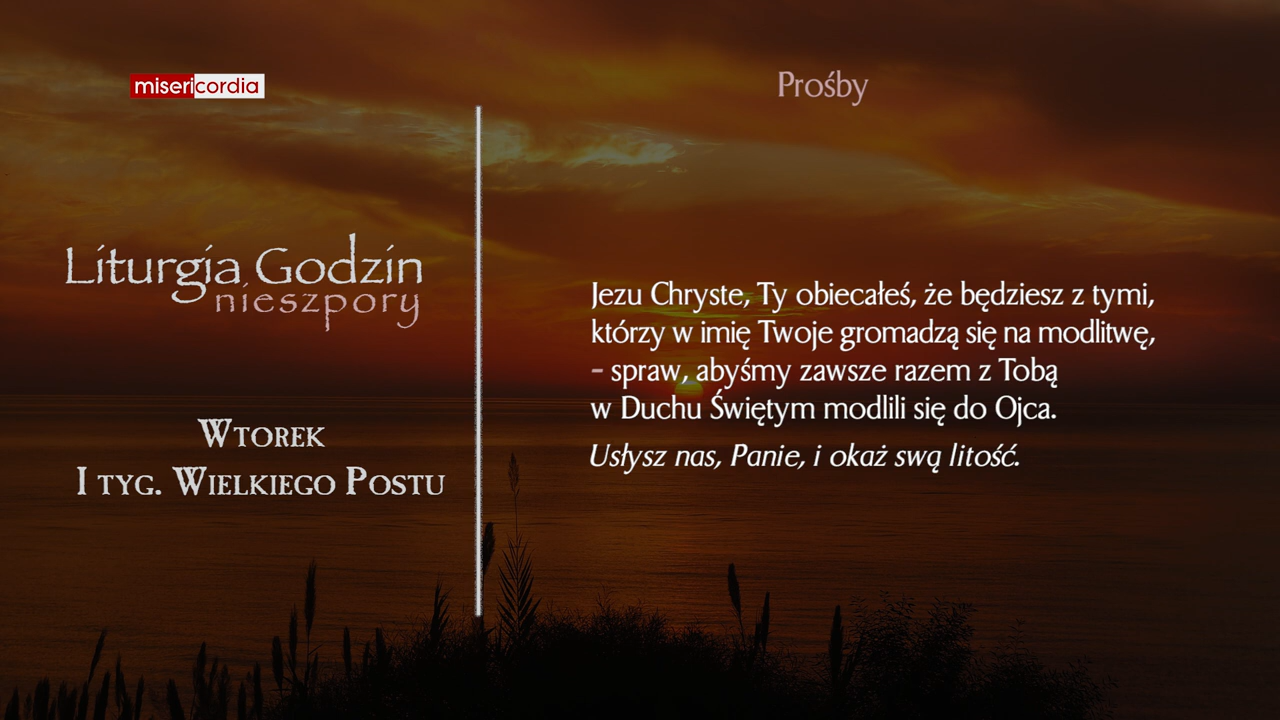 misericordia
Liturgia Godzin
nieszpory
Wtorek
I tyg. Wielkiego Postu
Prośby
Jezu Chryste, Ty obiecałeś, że będziesz z tymi,
którzy w imię Twoje gromadzą się na modlitwę,
- spraw, abyśmy zawsze razem z Tobą
w Duchu Świętym modlili się do Ojca.
Usłysz nas, Panie, i okaż swą litość.